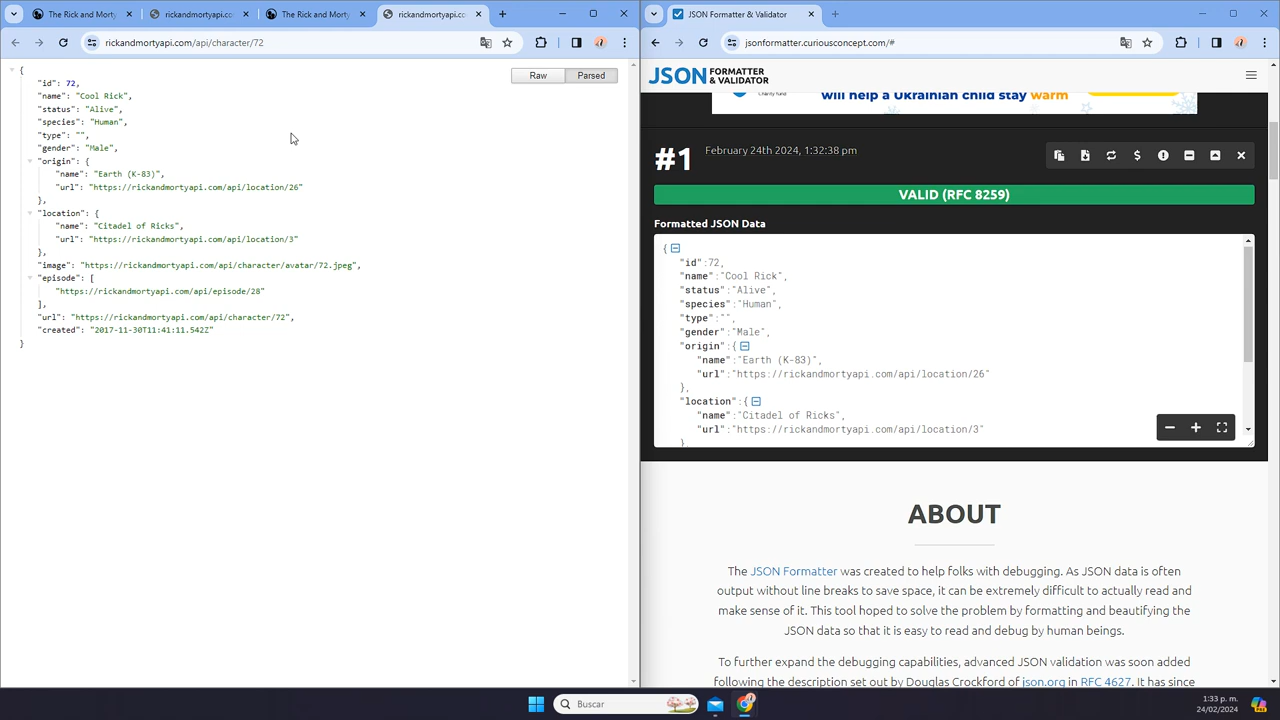 The Rick and Morty
rickandmortyapi.co
The Rick and Morty
rickandmortyapi.co
rickandmortyapi.com/api/character/72
Raw
Parsed
{
"id": 72,
"name": "Cool Rick",
"status": "Alive",
"species": "Human",
"type": "",
"gender": "Male",
"origin": {
"name": "Earth (K-83)",
"url": "https://rickandmortyapi.com/api/location/26"
},
"location": {
"name": "Citadel of Ricks",
"url": "https://rickandmortyapi.com/api/location/3"
},
"image": "https://rickandmortyapi.com/api/character/avatar/72.jpeg",
"episode": [
"https://rickandmortyapi.com/api/episode/28"
],
"url": "https://rickandmortyapi.com/api/character/72",
"created": "2017-11-30T11:41:11.542Z"
}
JSON Formatter & Validator
jsonformatter.curiousconcept.com/#
JSON FORMATTER & VALIDATOR
will help a Ukrainian child stay warm
#1
February 24th 2024, 1:32:38 pm
VALID (RFC 8259)
Formatted JSON Data
{
"id":72,
"name":"Cool Rick",
"status":"Alive",
"species":"Human",
"type":"",
"gender":"Male",
"origin":{
"name":"Earth (K-83)",
"url":"https://rickandmortyapi.com/api/location/26"
},
"location":{
"name":"Citadel of Ricks",
"url":"https://rickandmortyapi.com/api/location/3"
},
ABOUT
The JSON Formatter was created to help folks with debugging. As JSON data is often
output without line breaks to save space, it can be extremely difficult to actually read and
make sense of it. This tool hoped to solve the problem by formatting and beautifying the
JSON data so that it is easy to read and debug by human beings.
To further expand the debugging capabilities, advanced JSON validation was soon added
following the description set out by Douglas Crockford of json.org in RFC 4627. It has since
Buscar
1:33 p. m.
24/02/2024